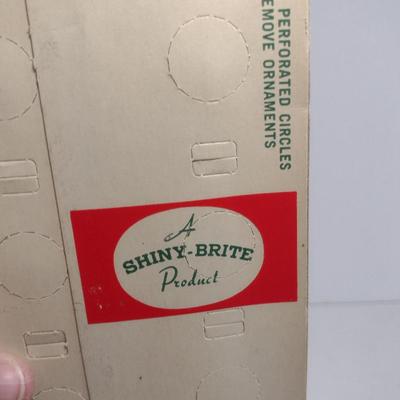 PERFORATED CIRCLES
EMOVE ORNAMENTS
A
SHINY-BRITE
Product